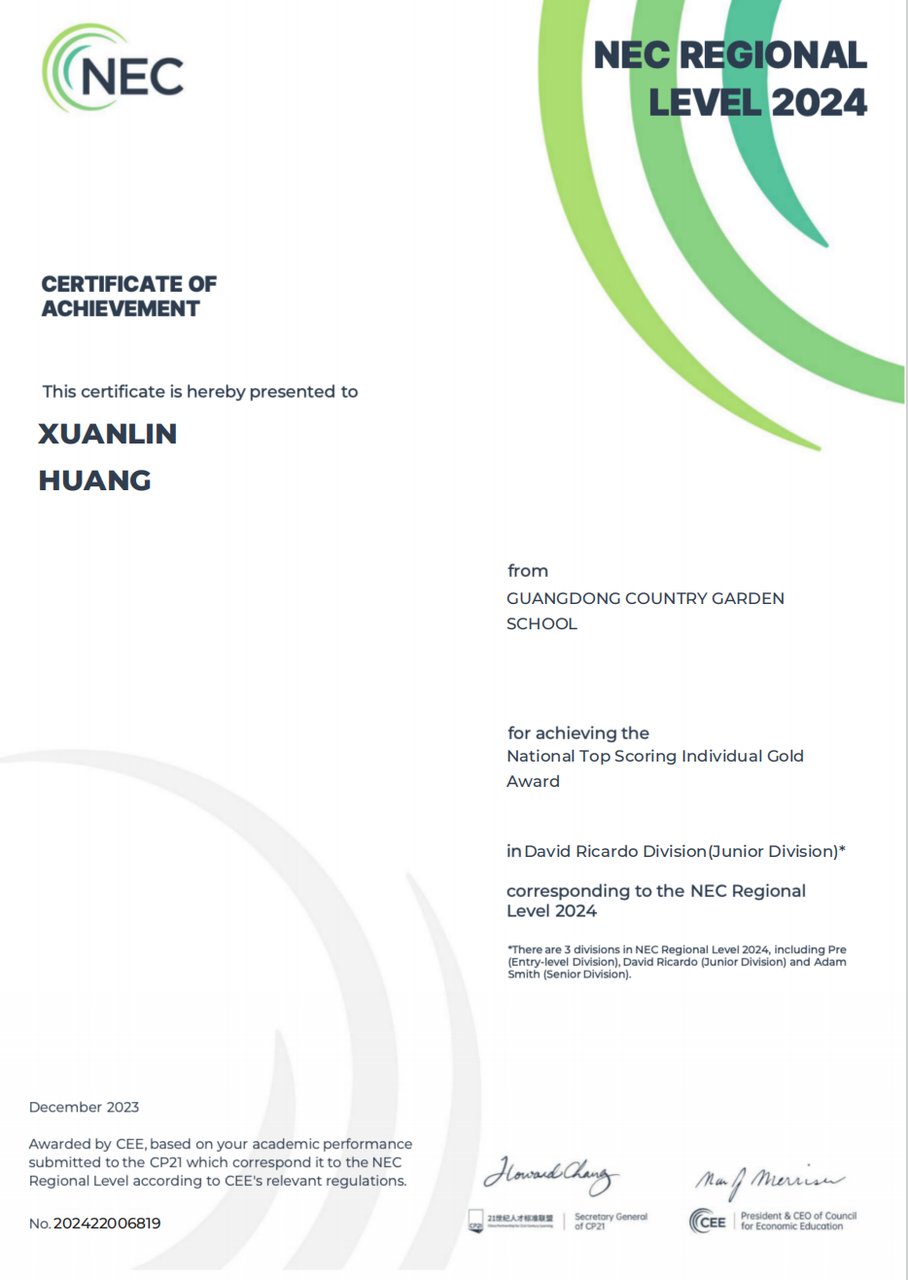 NEC
NEC REGIONAL
LEVEL 2024
CERTIFICATE OF
ACHIEVEMENT
This certificate is hereby presented to
XUANLIN
HUANG
from
GUANGDONG COUNTRY GARDEN
SCHOOL
for achieving the
National Top Scoring Individual Gold
Award
in David Ricardo Division(Junior Division)*
corresponding to the NEC Regional
Level 2024
*There are 3 divisions in NEC Regional Level 2024, including Pre
(Entry-level Division), David Ricardo (Junior Division) and Adam
Smith (Senior Division).
December 2023
Awarded by CEE, based on your academic performance
submitted to the CP21 which correspond it to the NEC
Regional Level according to CEE's relevant regulations.
No. 202422006819
Howard Chang
CP21
21世纪人才标准联盟
Secretary General
of CP21
CEE
President & CEO of Council
for Economic Education